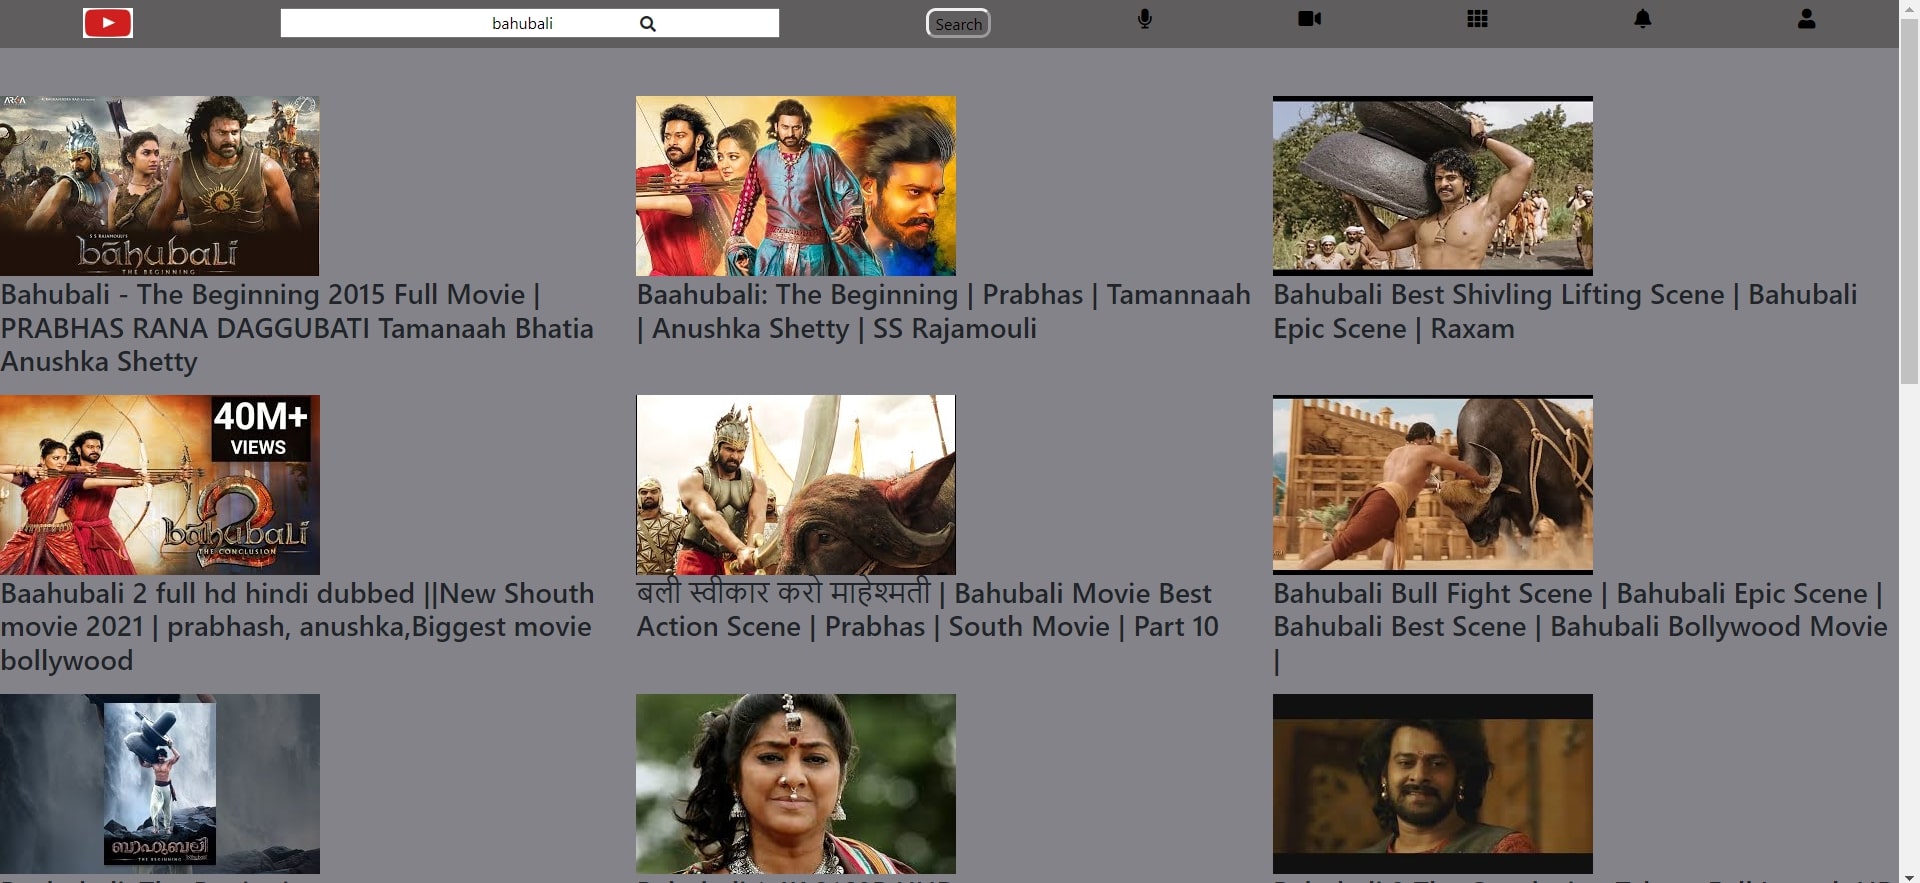 bahubali
Search
ARKA
S S RAJAMOULI'S
bāhubali
THE BEGINNING
Bahubali - The Beginning 2015 Full Movie |
PRABHAS RANA DAGGUBATI Tamanaah Bhatia
Anushka Shetty
Baahubali: The Beginning | Prabhas | Tamannaah
| Anushka Shetty | SS Rajamouli
Bahubali Best Shivling Lifting Scene | Bahubali
Epic Scene | Raxam
40M+
VIEWS
2
bāhubali
THE CONCLUSION
Baahubali 2 full hd hindi dubbed ||New Shouth
movie 2021 | prabhash, anushka,Biggest movie
bollywood
बली स्वीकार करो माहेश्मती | Bahubali Movie Best
Action Scene | Prabhas | South Movie | Part 10
Bahubali Bull Fight Scene | Bahubali Epic Scene |
Bahubali Best Scene | Bahubali Bollywood Movie
|
ബാഹുബലി
THE BEGINNING